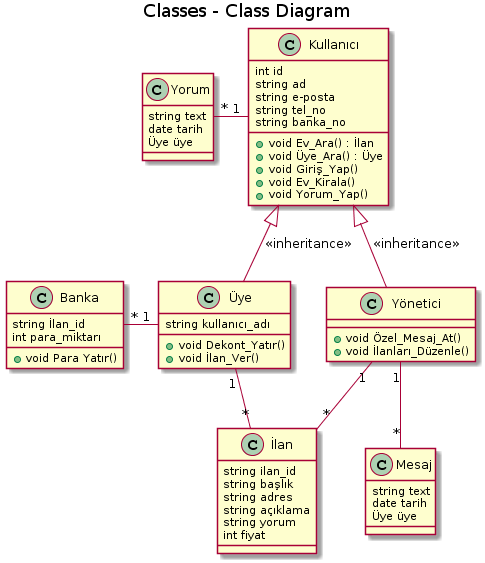 Classes - Class Diagram
C Kullanıcı
int id
string ad
string e-posta
string tel_no
string banka_no
void Ev_Ara() : İlan
void Üye_Ara() : Üye
void Giriş_Yap()
void Ev_Kirala()
void Yorum_Yap()
C Yorum
string text
date tarih
Üye üye
* 1
«inheritance»
«inheritance»
C Banka
string İlan_id
int para_miktarı
void Para Yatır()
* 1
C Üye
string kullanıcı_adı
void Dekont_Yatır()
void İlan_Ver()
C Yönetici
void Özel_Mesaj_At()
void İlanları_Düzenle()
1
*
1
*
1
*
C İlan
string ilan_id
string başlık
string adres
string açıklama
string yorum
int fiyat
C Mesaj
string text
date tarih
Üye üye